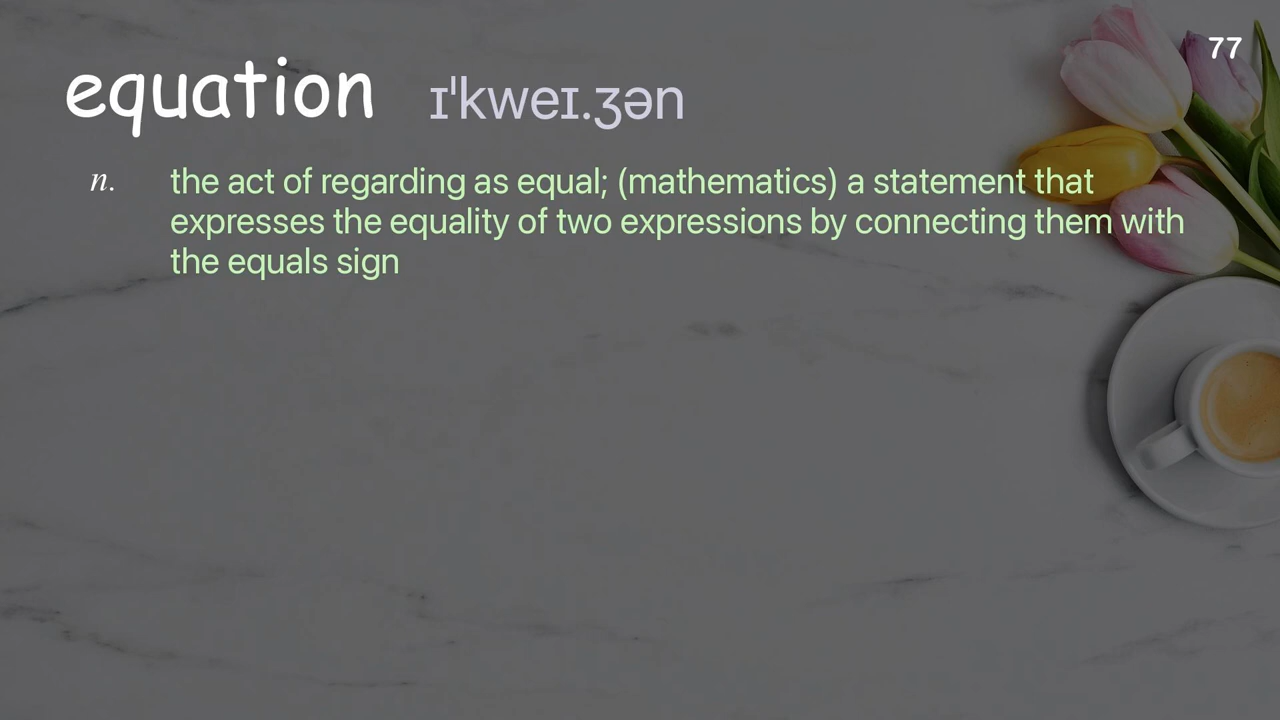 77
equation ɪˈkweɪ.ʒən
n. the act of regarding as equal; (mathematics) a statement that
expresses the equality of two expressions by connecting them with
the equals sign